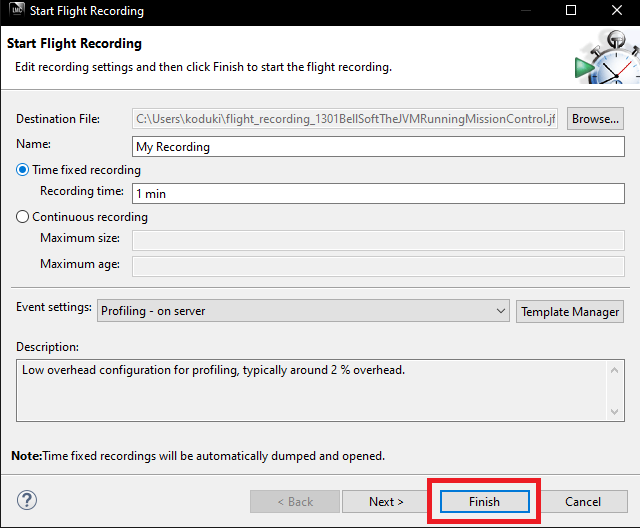 LMC Start Flight Recording
Start Flight Recording
Edit recording settings and then click Finish to start the flight recording.
Destination File: C:\Users\koduki\flight_recording_1301BellSoftTheJVMRunningMissionControl.jf Browse...
Name: My Recording
Time fixed recording
Recording time: 1 min
Continuous recording
Maximum size:
Maximum age:
Event settings: Profiling - on server Template Manager
Description:
Low overhead configuration for profiling, typically around 2 % overhead.
Note:Time fixed recordings will be automatically dumped and opened.
? < Back Next > Finish Cancel